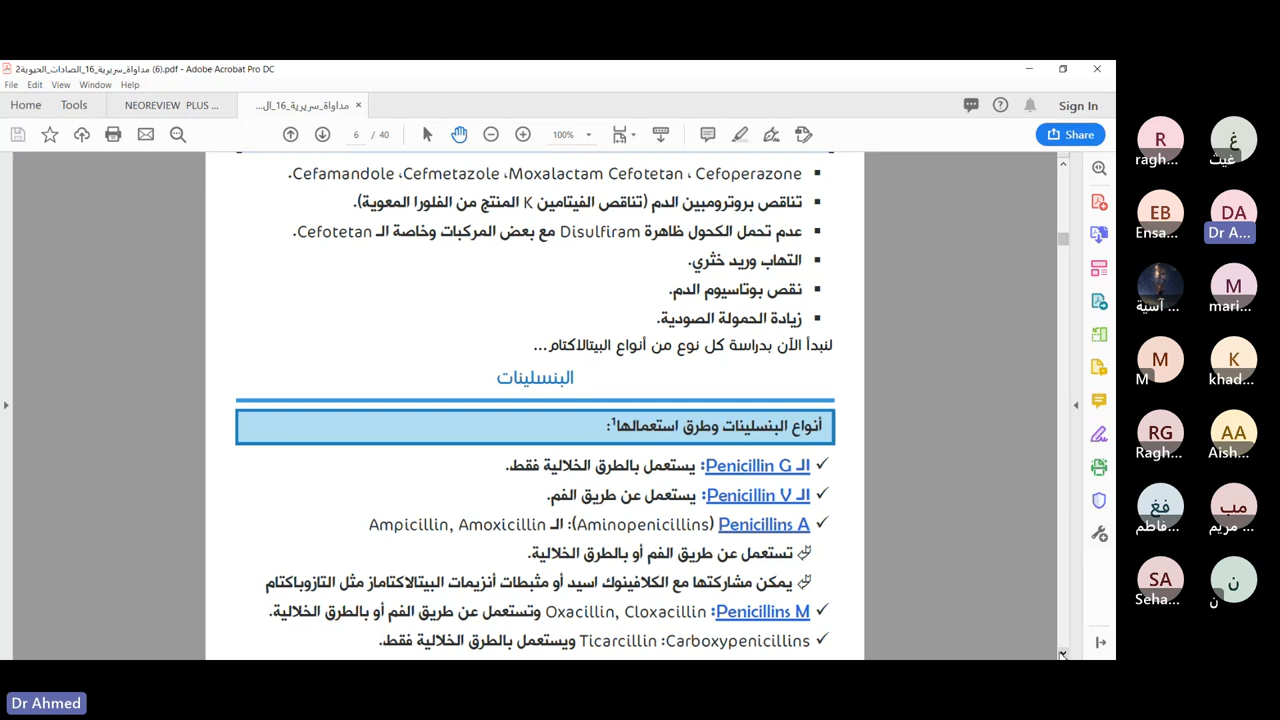 مداواة_سريرية_16_الصادات_الحيوية2 (6).pdf - Adobe Acrobat Pro DC
File Edit View Window Help
Home Tools NEOREVIEW PLUS ... مداواة_سريرية_16_ال... × Sign In
6 / 40 100% Share
Cefamandole ،Cefmetazole ،Moxalactam Cefotetan ، Cefoperazone.
تناقص بروترومبين الدم (تناقص الفيتامين K المنتج من الفلورا المعوية).
عدم تحمل الكحول ظاهرة Disulfiram مع بعض المركبات وخاصة الـ Cefotetan.
التهاب وريد خثري.
نقص بوتاسيوم الدم.
زيادة الحمولة الصودية.
لنبدأ الآن بدراسة كل نوع من أنواع البيتالاكتام...
البنسلينات
أنواع البنسلينات وطرق استعمالها1:
✓ الـ Penicillin G: يستعمل بالطرق الخلالية فقط.
✓ الـ Penicillin V: يستعمل عن طريق الفم.
✓ Penicillins A (Aminopenicillins): الـ Ampicillin, Amoxicillin
تستعمل عن طريق الفم أو بالطرق الخلالية.
يمكن مشاركتها مع الكلافينوك اسيد أو مثبطات أنزيمات البيتالاكتاماز مثل التازوباكتام
✓ Penicillins M: Oxacillin, Cloxacillin وتستعمل عن طريق الفم أو بالطرق الخلالية.
✓ Carboxypenicillins: Ticarcillin ويستعمل بالطرق الخلالية فقط.
R غ
ragh... غيث
EB DA
Ensa... Dr A...
M
آسية ... mari...
M K
M khad...
RG AA
Ragh... Aish...
فغ مب
فاطم مريم ...
SA ن
Seha... ن
Dr Ahmed